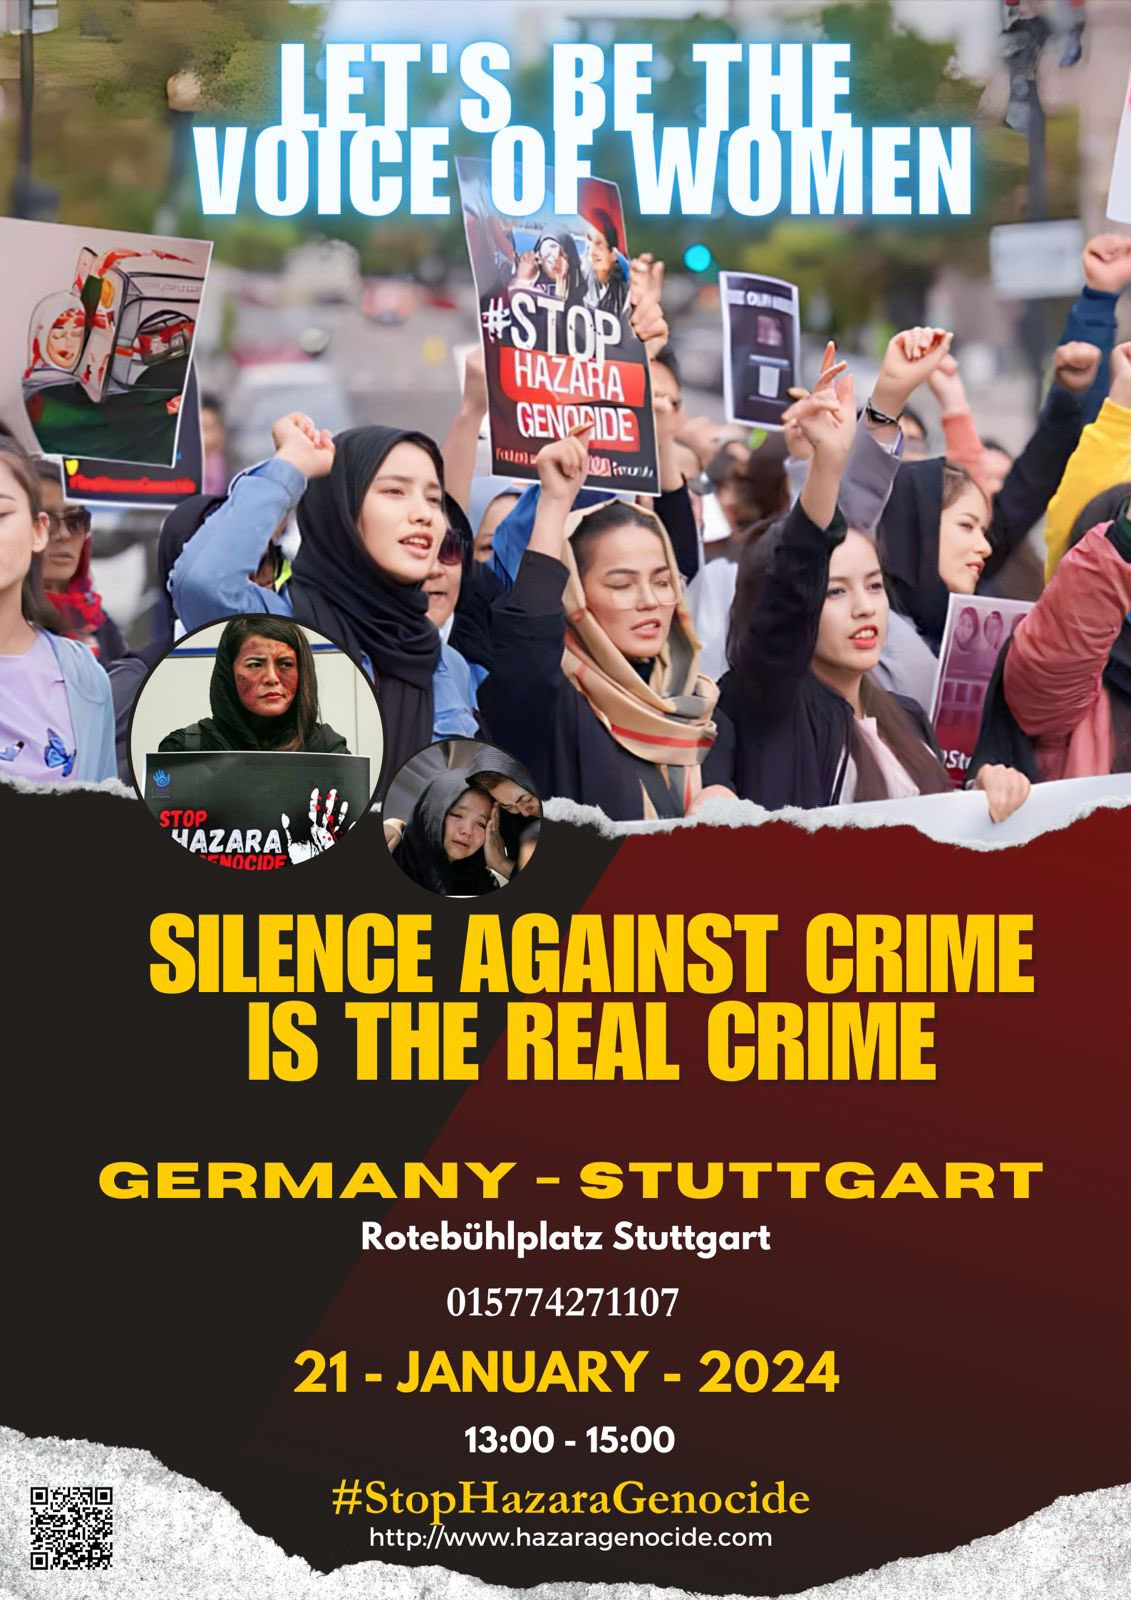 LET'S BE THE
VOICE OF WOMEN
#STOP
HAZARA
GENOCIDE
STOP
HAZARA
GENOCIDE
SILENCE AGAINST CRIME
IS THE REAL CRIME
GERMANY - STUTTGART
Rotebühlplatz Stuttgart
015774271107
21 - JANUARY - 2024
13:00 - 15:00
#StopHazaraGenocide
http://www.hazaragenocide.com